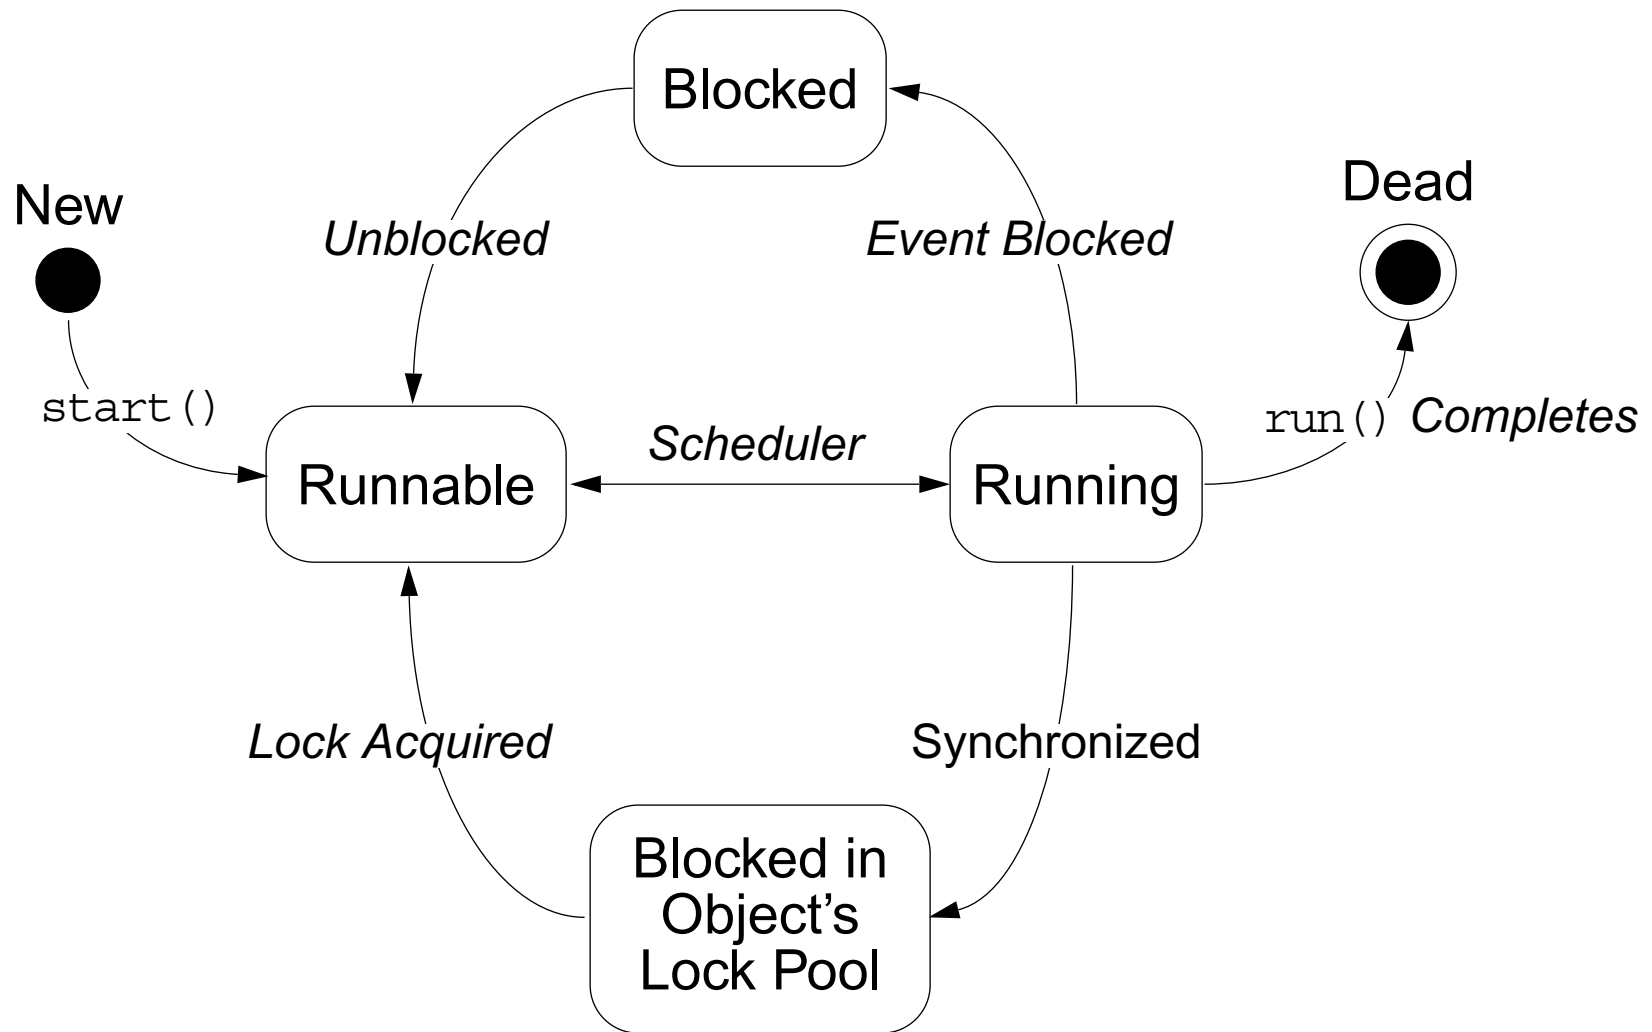 Blocked
New
Dead
Unblocked
Event Blocked
start()
run() Completes
Scheduler
Runnable
Running
Lock Acquired
Synchronized
Blocked in
Object’s
Lock Pool